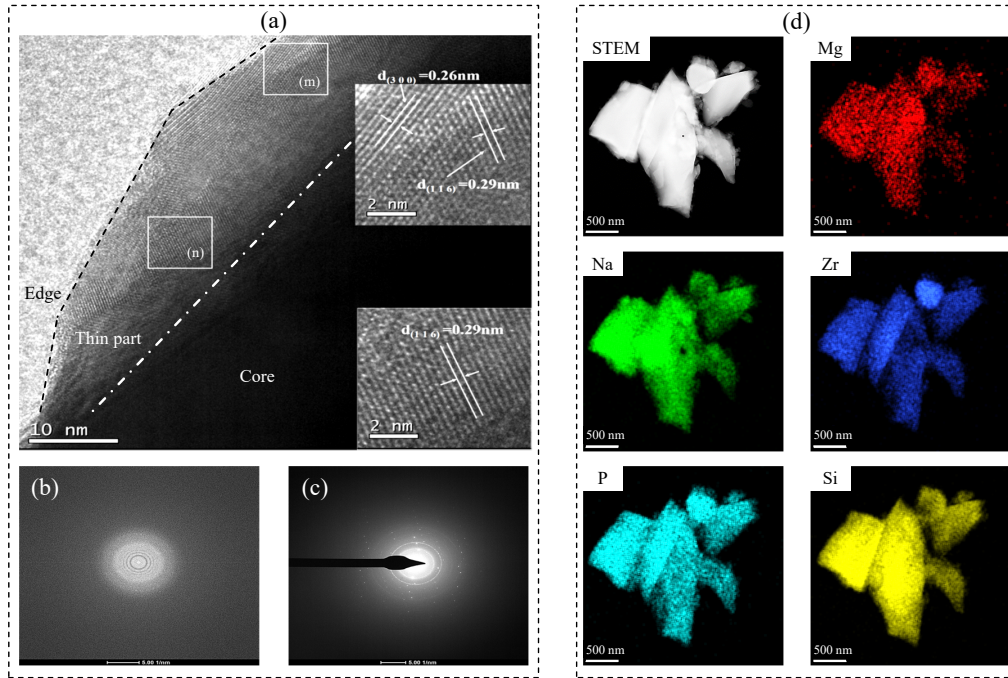 (a)
(m)
d(3 0 0)=0.26nm
d(1 1 6)=0.29nm
2 nm
(n)
Edge
Thin part
d(1 1 6)=0.29nm
Core
2 nm
10 nm
(b)
5.00 1/nm
(c)
5.00 1/nm
(d)
STEM
500 nm
Mg
500 nm
Na
500 nm
Zr
500 nm
P
500 nm
Si
500 nm